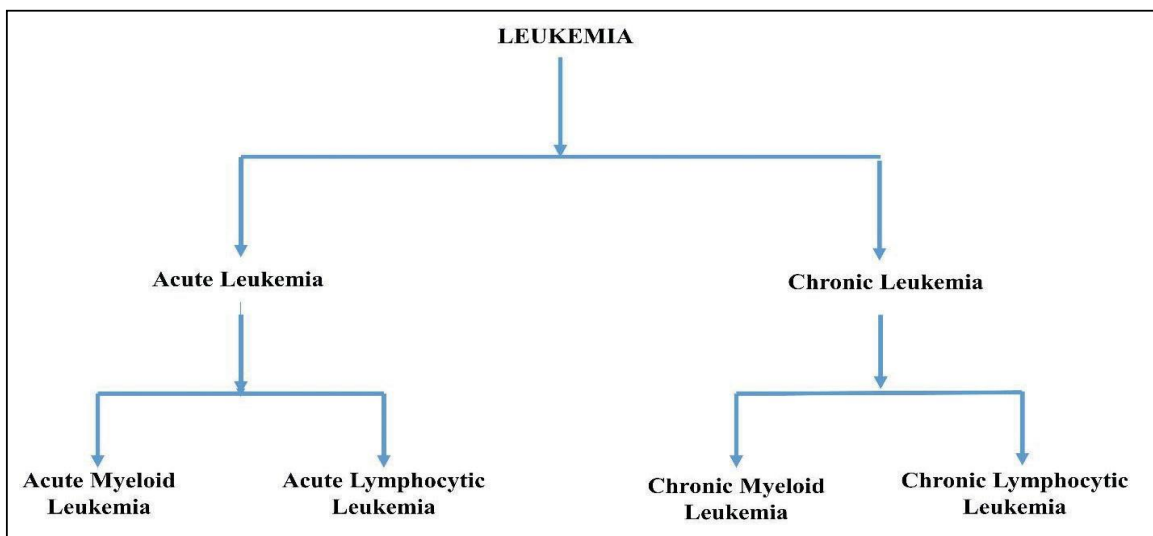 LEUKEMIA
Acute Leukemia
Chronic Leukemia
Acute Myeloid
Leukemia
Acute Lymphocytic
Leukemia
Chronic Myeloid
Leukemia
Chronic Lymphocytic
Leukemia